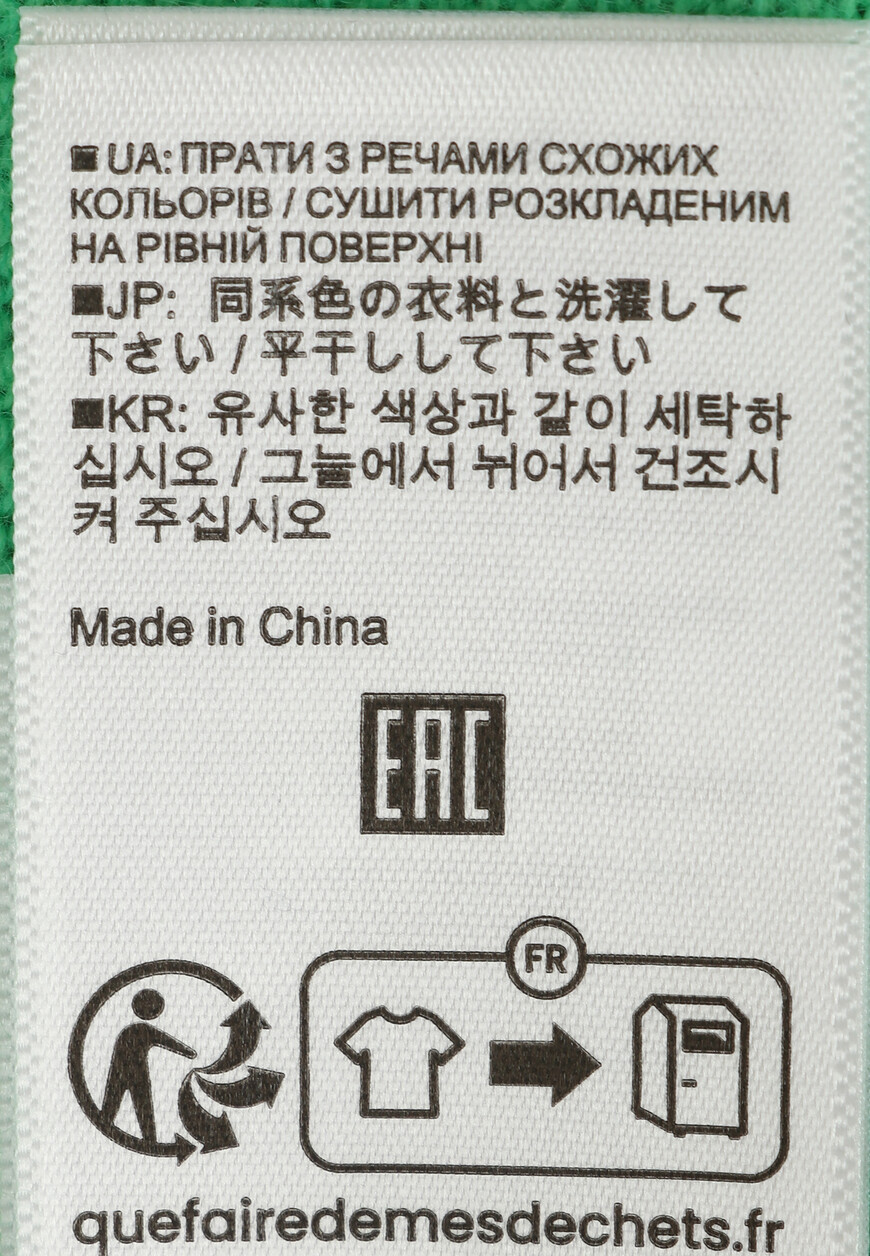 ■ UA: ПРАТИ З РЕЧАМИ СХОЖИХ
КОЛЬОРІВ / СУШИТИ РОЗКЛАДЕНИМ
НА РІВНІЙ ПОВЕРХНІ
■JP: 同系色の衣料と洗濯して
下さい / 平干しして下さい
■KR: 유사한 색상과 같이 세탁하
십시오 / 그늘에서 뉘어서 건조시
켜 주십시오
Made in China
EAC
FR
quefairedemesdechets.fr